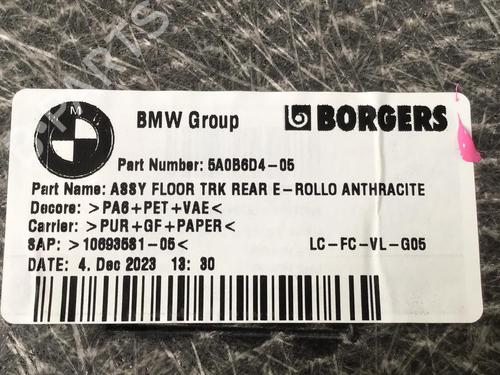 BMW Group
BORGERS
Part Number: 5A0B6D4-05
Part Name: ASSY FLOOR TRK REAR E-ROLLO ANTHRACITE
Decore: >PA6+PET+VAE<
Carrier: >PUR+GF+PAPER<
SAP: >10693581-05<
LC-FC-VL-G05
DATE: 4. Dec 2023 13: 30